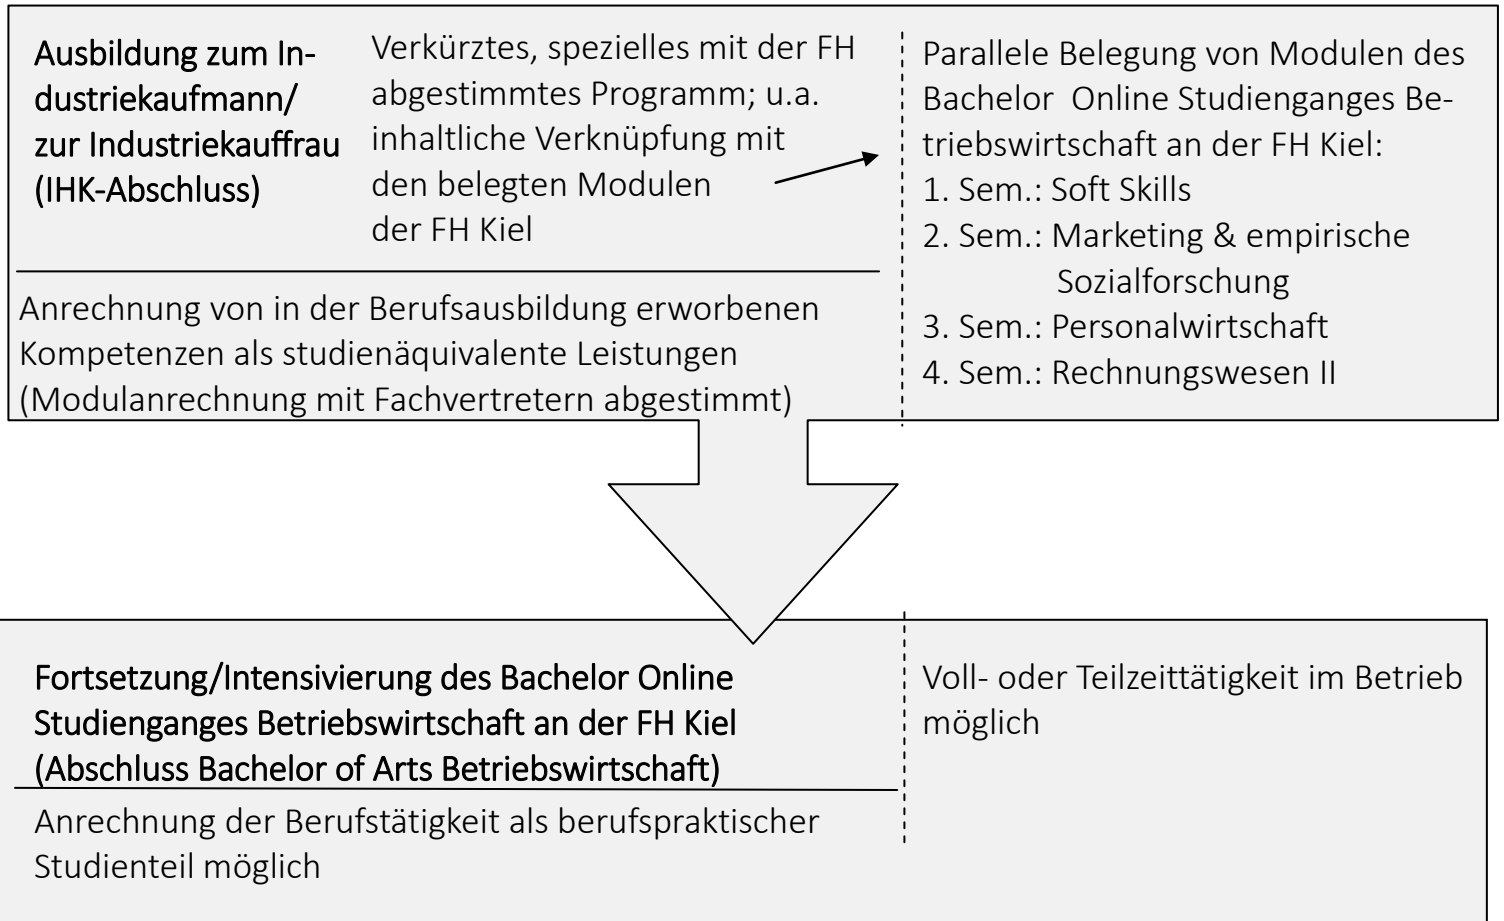 Ausbildung zum In-
dustriekaufmann/
zur Industriekauffrau
(IHK-Abschluss)
Verkürztes, spezielles mit der FH
abgestimmtes Programm; u.a.
inhaltliche Verknüpfung mit
den belegten Modulen
der FH Kiel
Anrechnung von in der Berufsausbildung erworbenen
Kompetenzen als studienäquivalente Leistungen
(Modulanrechnung mit Fachvertretern abgestimmt)
Parallele Belegung von Modulen des
Bachelor Online Studienganges Be-
triebswirtschaft an der FH Kiel:
1. Sem.: Soft Skills
2. Sem.: Marketing & empirische
Sozialforschung
3. Sem.: Personalwirtschaft
4. Sem.: Rechnungswesen II
Fortsetzung/Intensivierung des Bachelor Online
Studienganges Betriebswirtschaft an der FH Kiel
(Abschluss Bachelor of Arts Betriebswirtschaft)
Anrechnung der Berufstätigkeit als berufspraktischer
Studienteil möglich
Voll- oder Teilzeittätigkeit im Betrieb
möglich